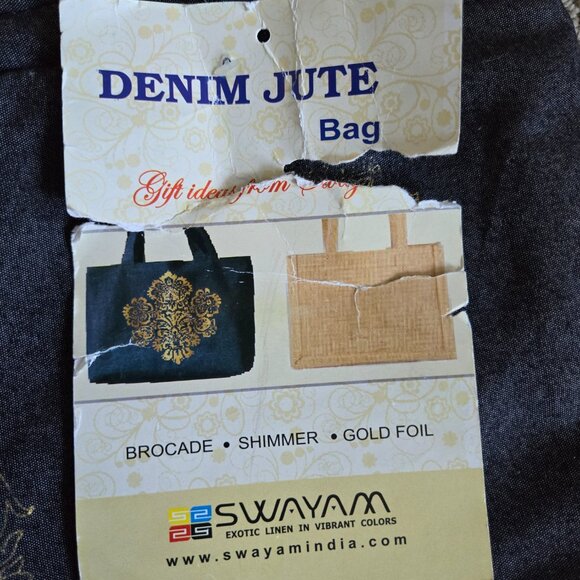 DENIM JUTE
Bag
Gift ideas from
BROCADE • SHIMMER • GOLD FOIL
SWAYAM
EXOTIC LINEN IN VIBRANT COLORS
www.swayamindia.com